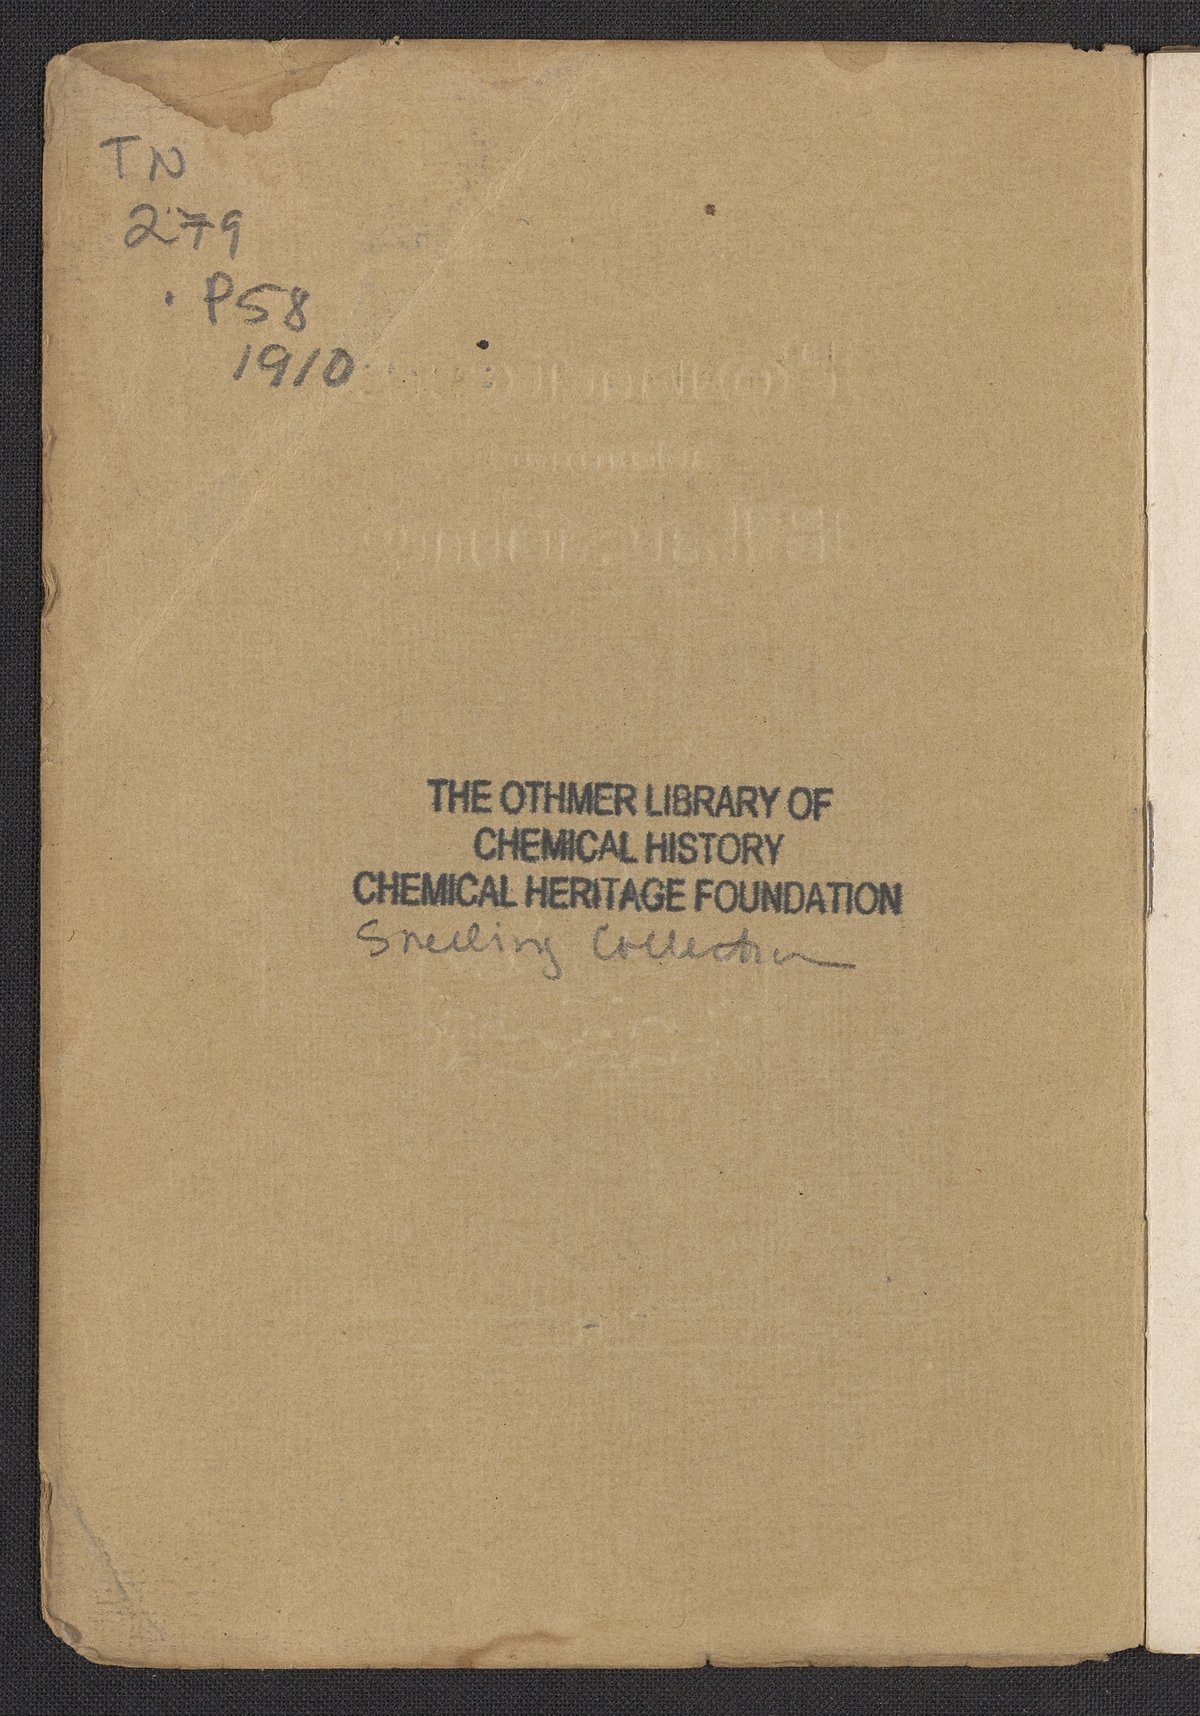 TN
279
.P58
1910
THE OTHMER LIBRARY OF
CHEMICAL HISTORY
CHEMICAL HERITAGE FOUNDATION
Snelling Collection